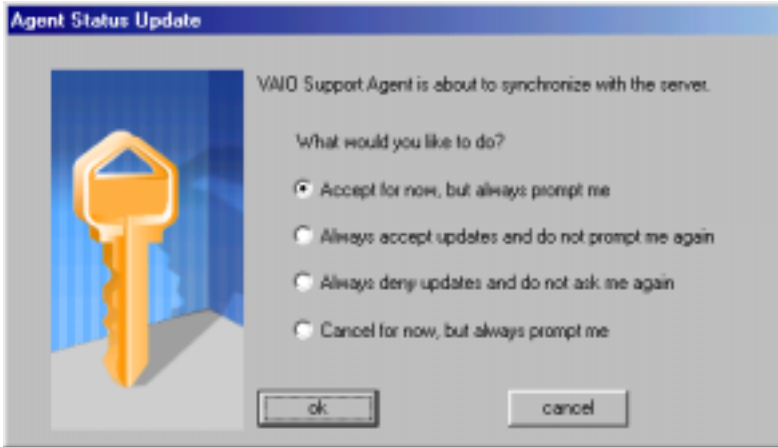 Agent Status Update
VAIO Support Agent is about to synchronize with the server.
What would you like to do?
Accept for now, but always prompt me
Always accept updates and do not prompt me again
Always deny updates and do not ask me again
Cancel for now, but always prompt me
ok cancel